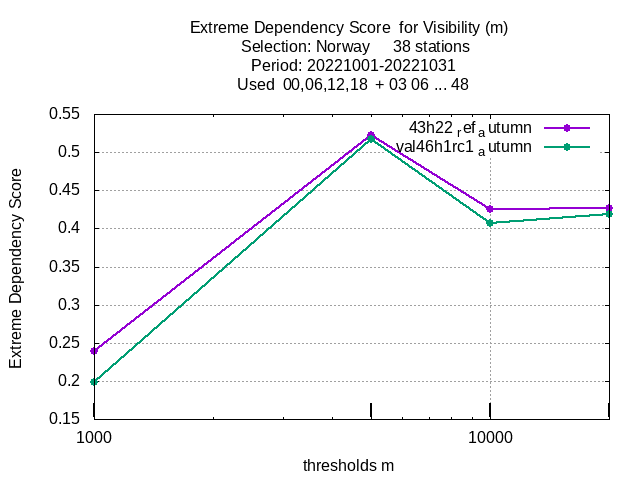 Extreme Dependency Score for Visibility (m)
Selection: Norway 38 stations
Period: 20221001-20221031
Used 00,06,12,18 + 03 06 ... 48
43h22 ref a utumn
val46h1rc1 a utumn
Extreme Dependency Score
0.55
0.5
0.45
0.4
0.35
0.3
0.25
0.2
0.15
1000 10000
thresholds m